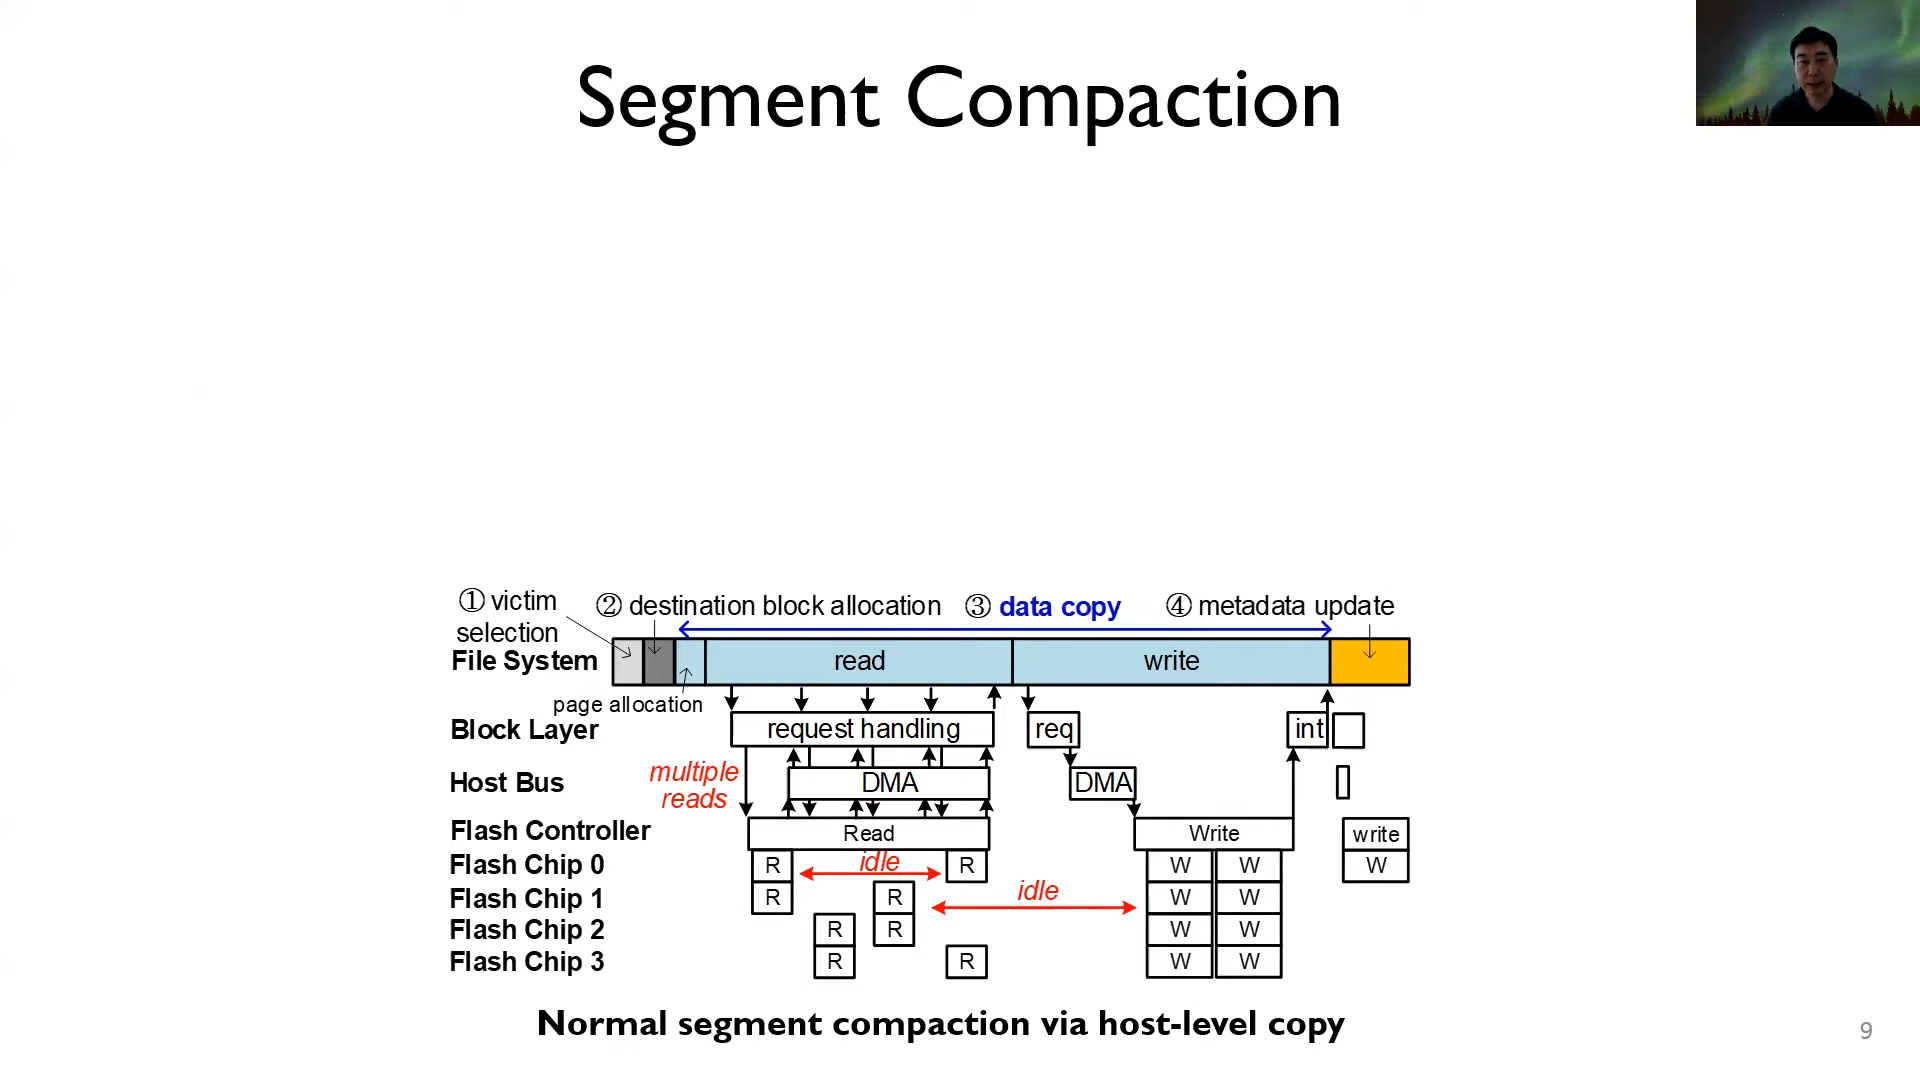 Segment Compaction
① victim selection
② destination block allocation
③ data copy
④ metadata update
File System
read
write
page allocation
Block Layer
request handling
req
int
multiple reads
Host Bus
DMA
DMA
Flash Controller
Read
Write
write
Flash Chip 0
R
idle
R
W
W
W
Flash Chip 1
R
R
idle
W
W
Flash Chip 2
R
R
W
W
Flash Chip 3
R
R
W
W
Normal segment compaction via host-level copy
9